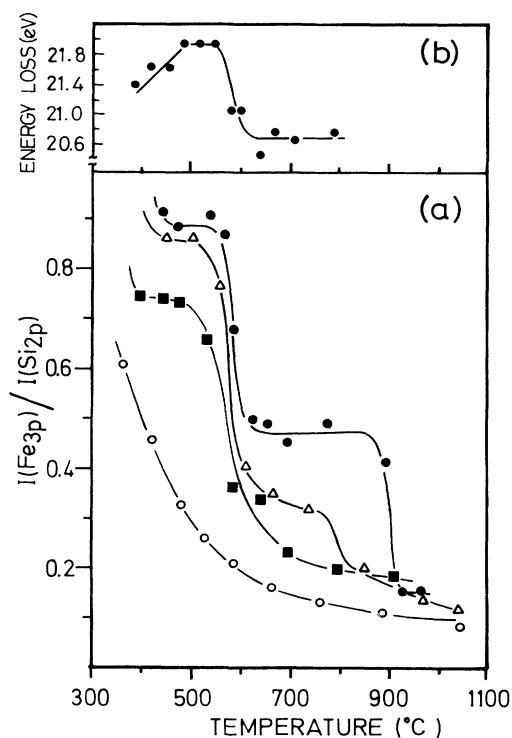 ENERGY LOSS(eV)
21.8
21.4
21.0
20.6
(b)
(a)
I(Fe3p) / I(Si2p)
0.8
0.6
0.4
0.2
300 500 700 900 1100
TEMPERATURE (°C)